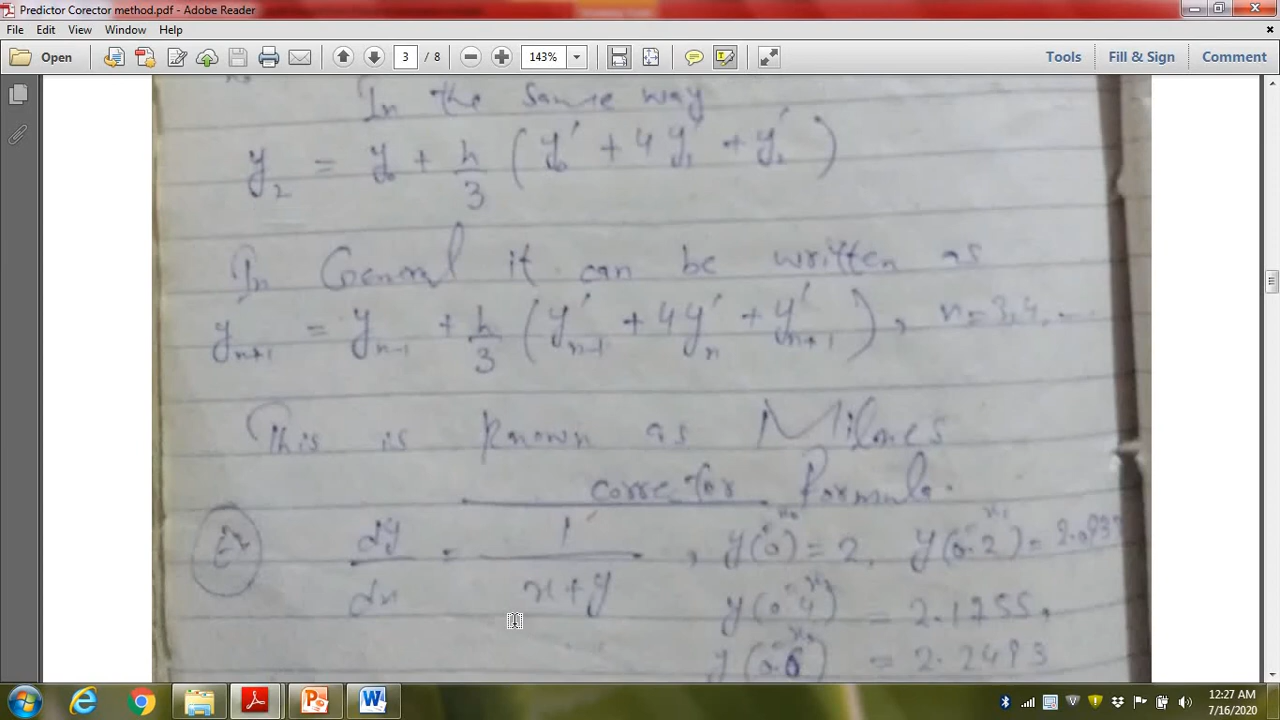 Predictor Corector method.pdf - Adobe Reader
File Edit View Window Help
Open 3 / 8 143% Tools Fill & Sign Comment
In the same way
y₂ = y₀ + h/3 (y₀' + 4y₁' + y₂')
In General it can be written as
yₙ₊₁ = yₙ₋₁ + h/3 (y'ₙ₋₁ + 4y'ₙ + y'ₙ₊₁), n=3,4,...
This is known as Milnes
corrector Formula.
dy/dx = 1/(x+y), y(0) = 2, y(0.2) = 2.0933
y(0.4) = 2.1755,
y(0.6) = 2.2493
12:27 AM
7/16/2020